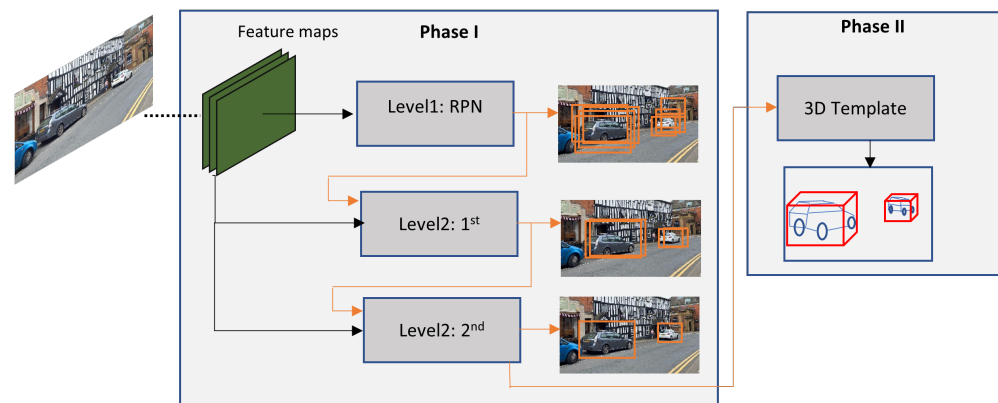 Feature maps
Phase I
Phase II
Level1: RPN
3D Template
Level2: 1st
Level2: 2nd